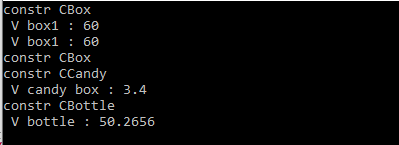 constr CBox
V box1 : 60
V box1 : 60
constr CBox
constr CCandy
V candy box : 3.4
constr CBottle
V bottle : 50.2656